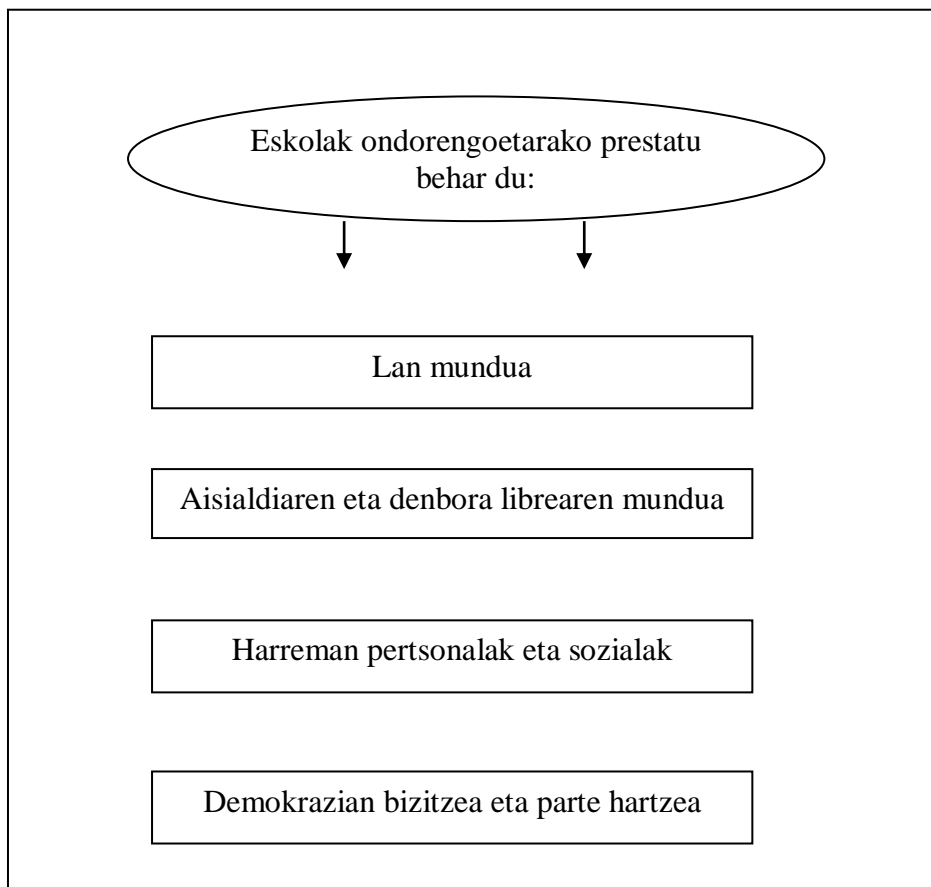 Eskolak ondorengoetarako prestatu
behar du:
Lan mundua
Aisialdiaren eta denbora librearen mundua
Harreman pertsonalak eta sozialak
Demokrazian bizitzea eta parte hartzea